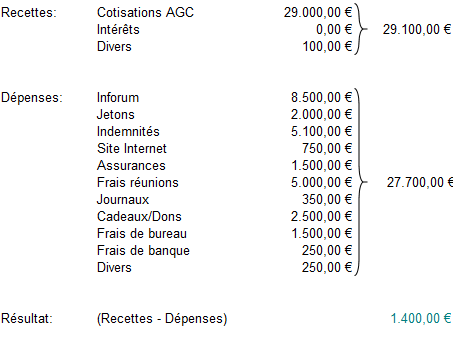 Recettes: Cotisations AGC 29.000,00 €
Intérêts 0,00 € 29.100,00 €
Divers 100,00 €
Dépenses: Inforum 8.500,00 €
Jetons 2.000,00 €
Indemnités 5.100,00 €
Site Internet 750,00 €
Assurances 1.500,00 €
Frais réunions 5.000,00 € 27.700,00 €
Journaux 350,00 €
Cadeaux/Dons 2.500,00 €
Frais de bureau 1.500,00 €
Frais de banque 250,00 €
Divers 250,00 €
Résultat: (Recettes - Dépenses) 1.400,00 €